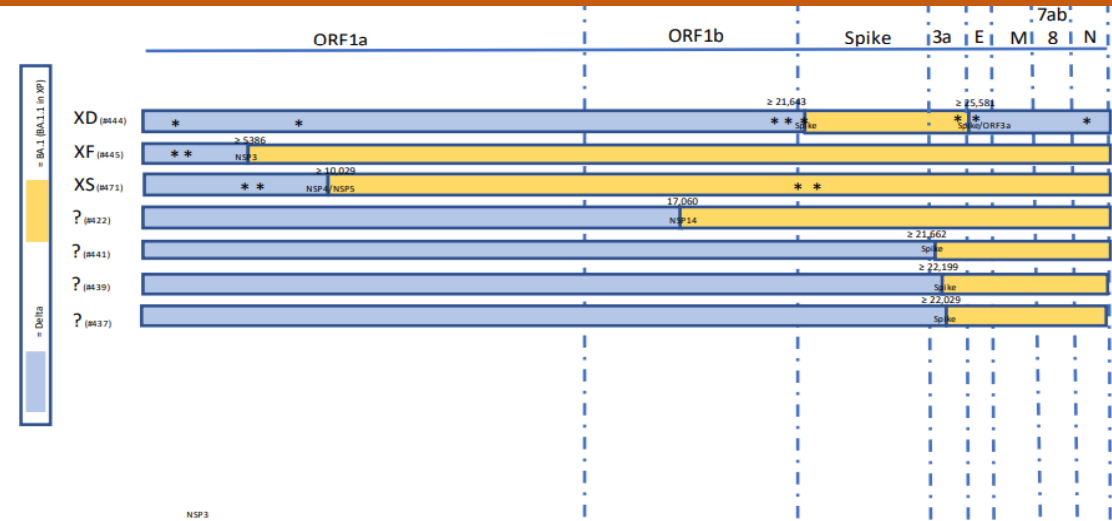 7ab
ORF1a ORF1b Spike 3a E M 8 N
= BA.1 (BA.1.1 in XP)
= Delta
≥ 21,643 ≥ 25,581
XD (#444) * * * * * Spike * * Spike/ORF3a *
≥ 5386
XF (#445) * * NSP3
≥ 10,029
XS (#471) * * NSP4/NSP5 * *
17,060
? (#422) NSP14
≥ 21,662
? (#441) Spike
≥ 22,199
? (#439) Spike
≥ 22,029
? (#437) Spike
NSP3